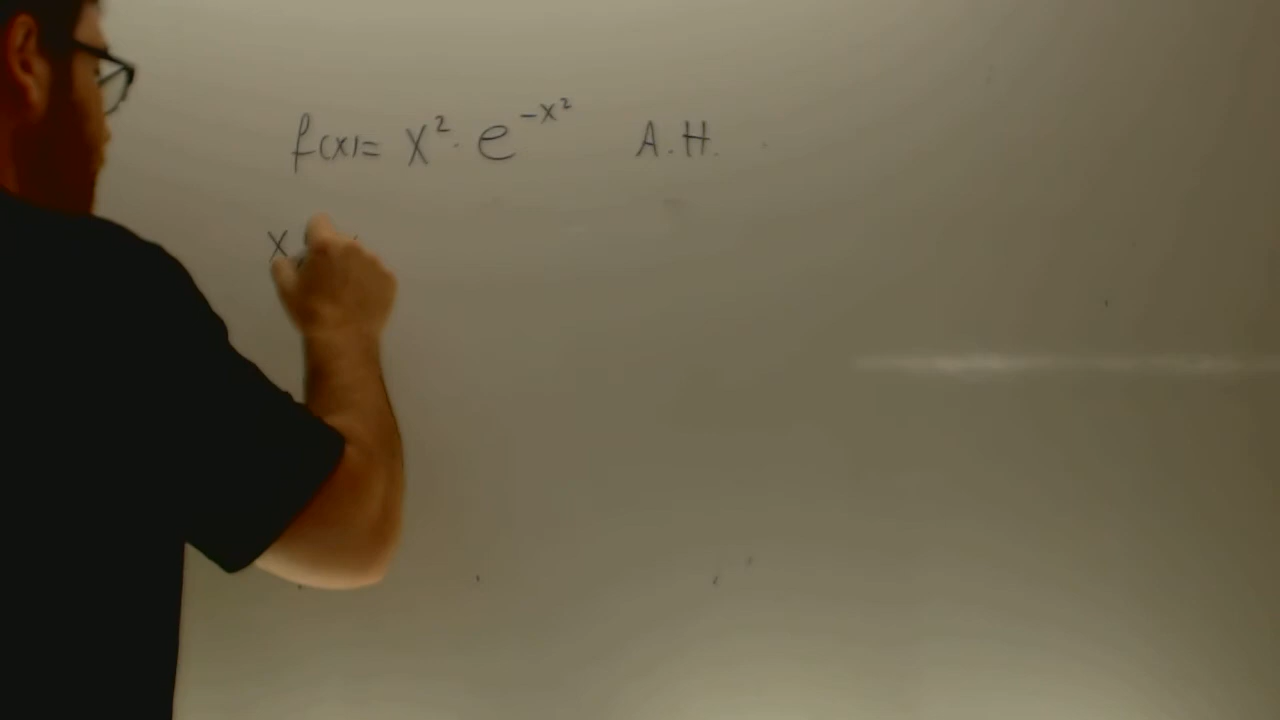 f(x)= x²· e^{-x²} A.H.
x